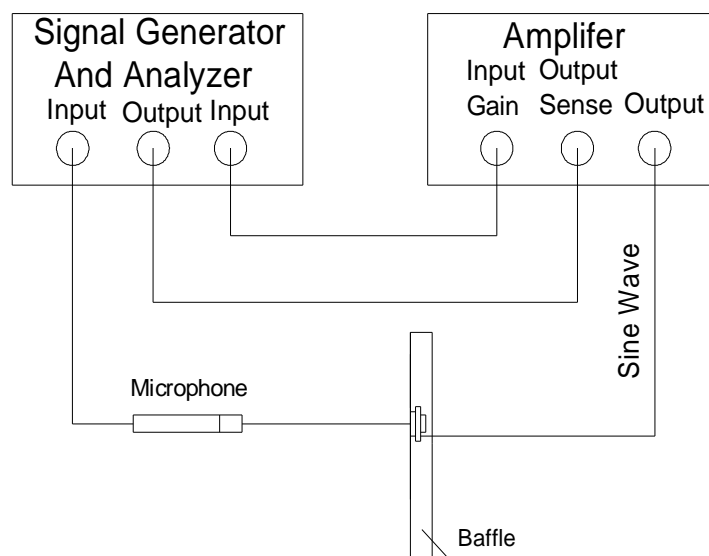 Signal Generator
And Analyzer
Input Output Input
Amplifer
Input Output
Gain Sense Output
Sine Wave
Microphone
Baffle